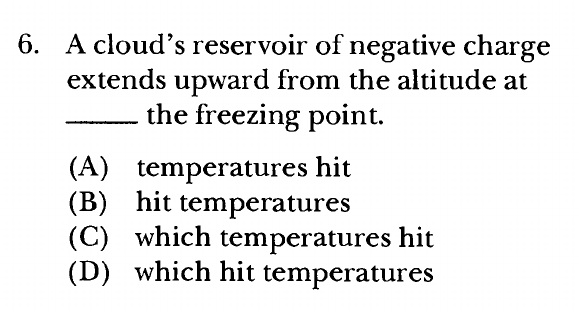 6. A cloud's reservoir of negative charge
extends upward from the altitude at
_____ the freezing point.
(A) temperatures hit
(B) hit temperatures
(C) which temperatures hit
(D) which hit temperatures